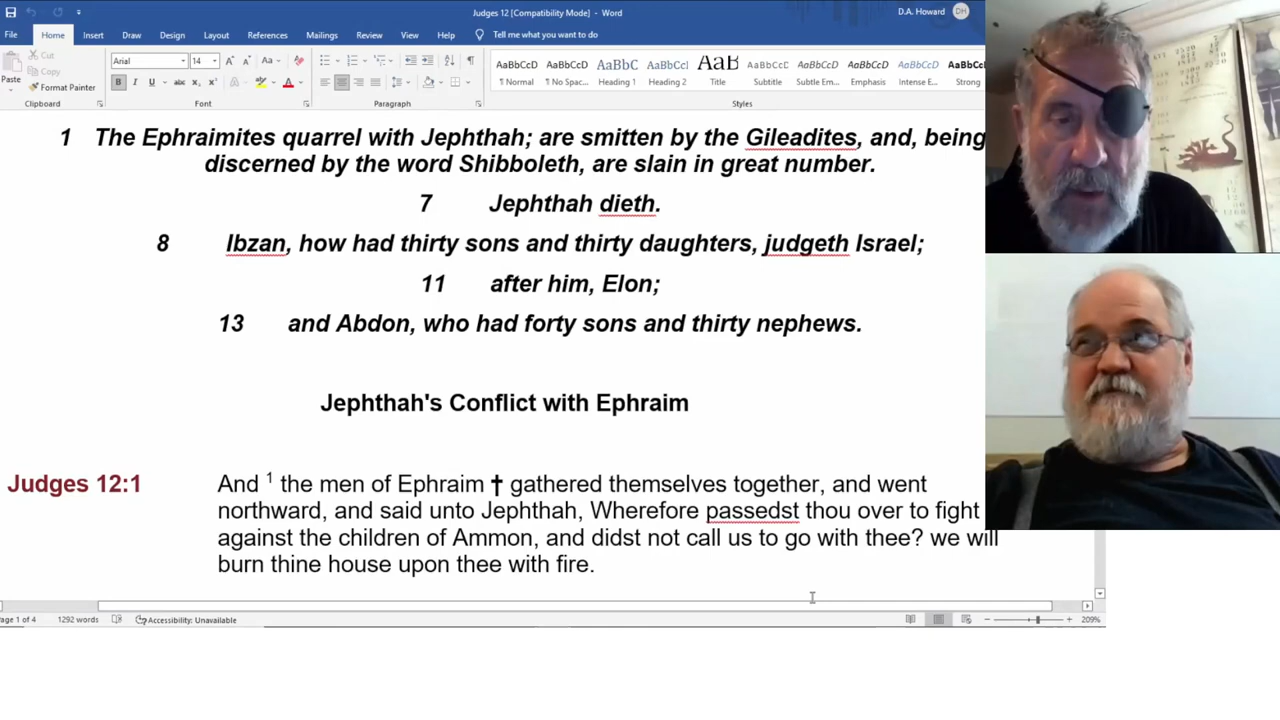 Judges 12 [Compatibility Mode] - Word
D.A. Howard
DH
File Home Insert Draw Design Layout References Mailings Review View Help Tell me what you want to do
Paste
Cut
Copy
Format Painter
Arial 14
B I U abc
AaBbCcD AaBbCcD AaBbC AaBbCcl AaB AaBbCcD AaBbCcD AaBbCcD AaBbCcD AaBbCc
¶ Normal ¶ No Spac... Heading 1 Heading 2 Title Subtitle Subtle Em... Emphasis Intense E... Strong
Clipboard Font Paragraph Styles
1 The Ephraimites quarrel with Jephthah; are smitten by the Gileadites, and, being
discerned by the word Shibboleth, are slain in great number.
7 Jephthah dieth.
8 Ibzan, how had thirty sons and thirty daughters, judgeth Israel;
11 after him, Elon;
13 and Abdon, who had forty sons and thirty nephews.
Jephthah's Conflict with Ephraim
Judges 12:1 And 1 the men of Ephraim ✝ gathered themselves together, and went
northward, and said unto Jephthah, Wherefore passedst thou over to fight
against the children of Ammon, and didst not call us to go with thee? we will
burn thine house upon thee with fire.
age 1 of 4 1292 words Accessibility: Unavailable 209%